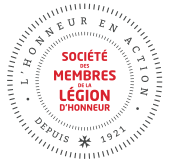 · L'HONNEUR EN ACTION ·
SOCIÉTÉ
DES
MEMBRES
DE LA
LÉGION
D'HONNEUR
DEPUIS 1921